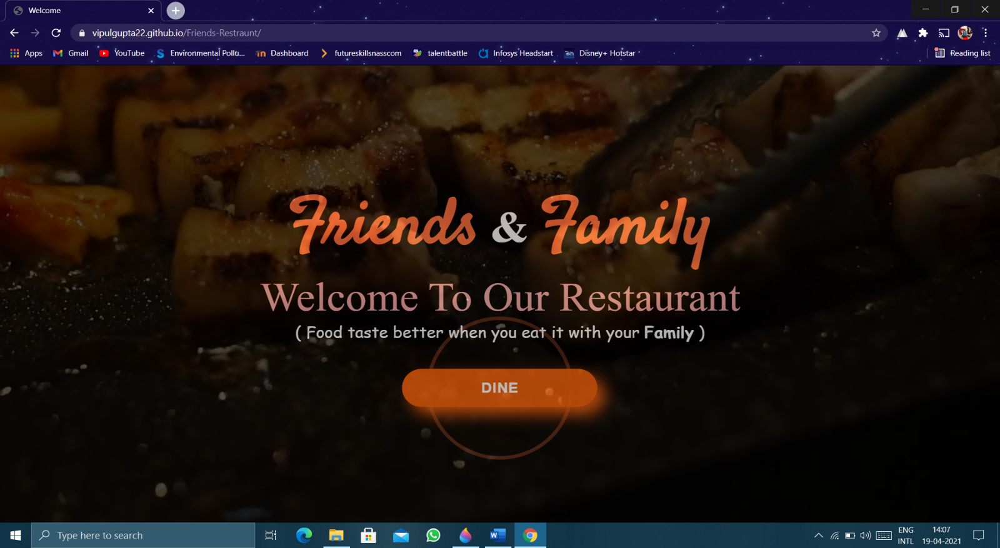 Welcome
vipulgupta22.github.io/Friends-Restraunt/
Apps Gmail YouTube Environmental Pollu... Dashboard futureskillsnasscom talentbattle Infosys Headstart Disney+ Hotstar Reading list
Friends & Family
Welcome To Our Restaurant
( Food taste better when you eat it with your Family )
DINE
Type here to search
ENG 14:07
INTL 19-04-2021